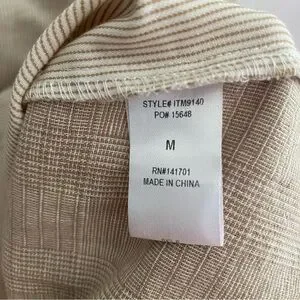 STYLE# ITM9140
PO# 15648
M
RN#141701
MADE IN CHINA